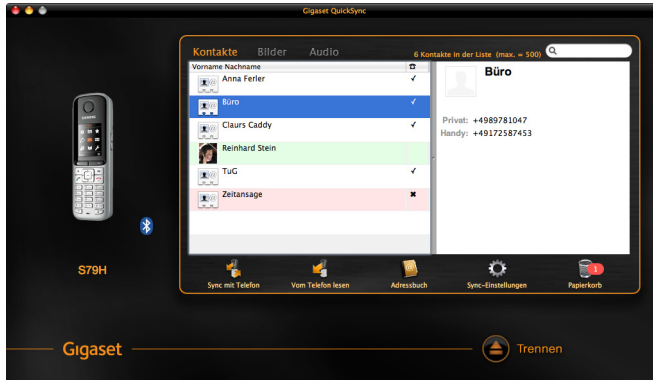 Gigaset QuickSync
Kontakte Bilder Audio
6 Kontakte in der Liste (max. = 500)
Vorname Nachname
Anna Ferler
Büro
Claurs Caddy
Reinhard Stein
TuG
Zeitansage
Büro
Privat: +4989781047
Handy: +49172587453
SIEMENS
S79H
Sync mit Telefon
Vom Telefon lesen
Adressbuch
Sync-Einstellungen
1
Papierkorb
Gigaset
Trennen